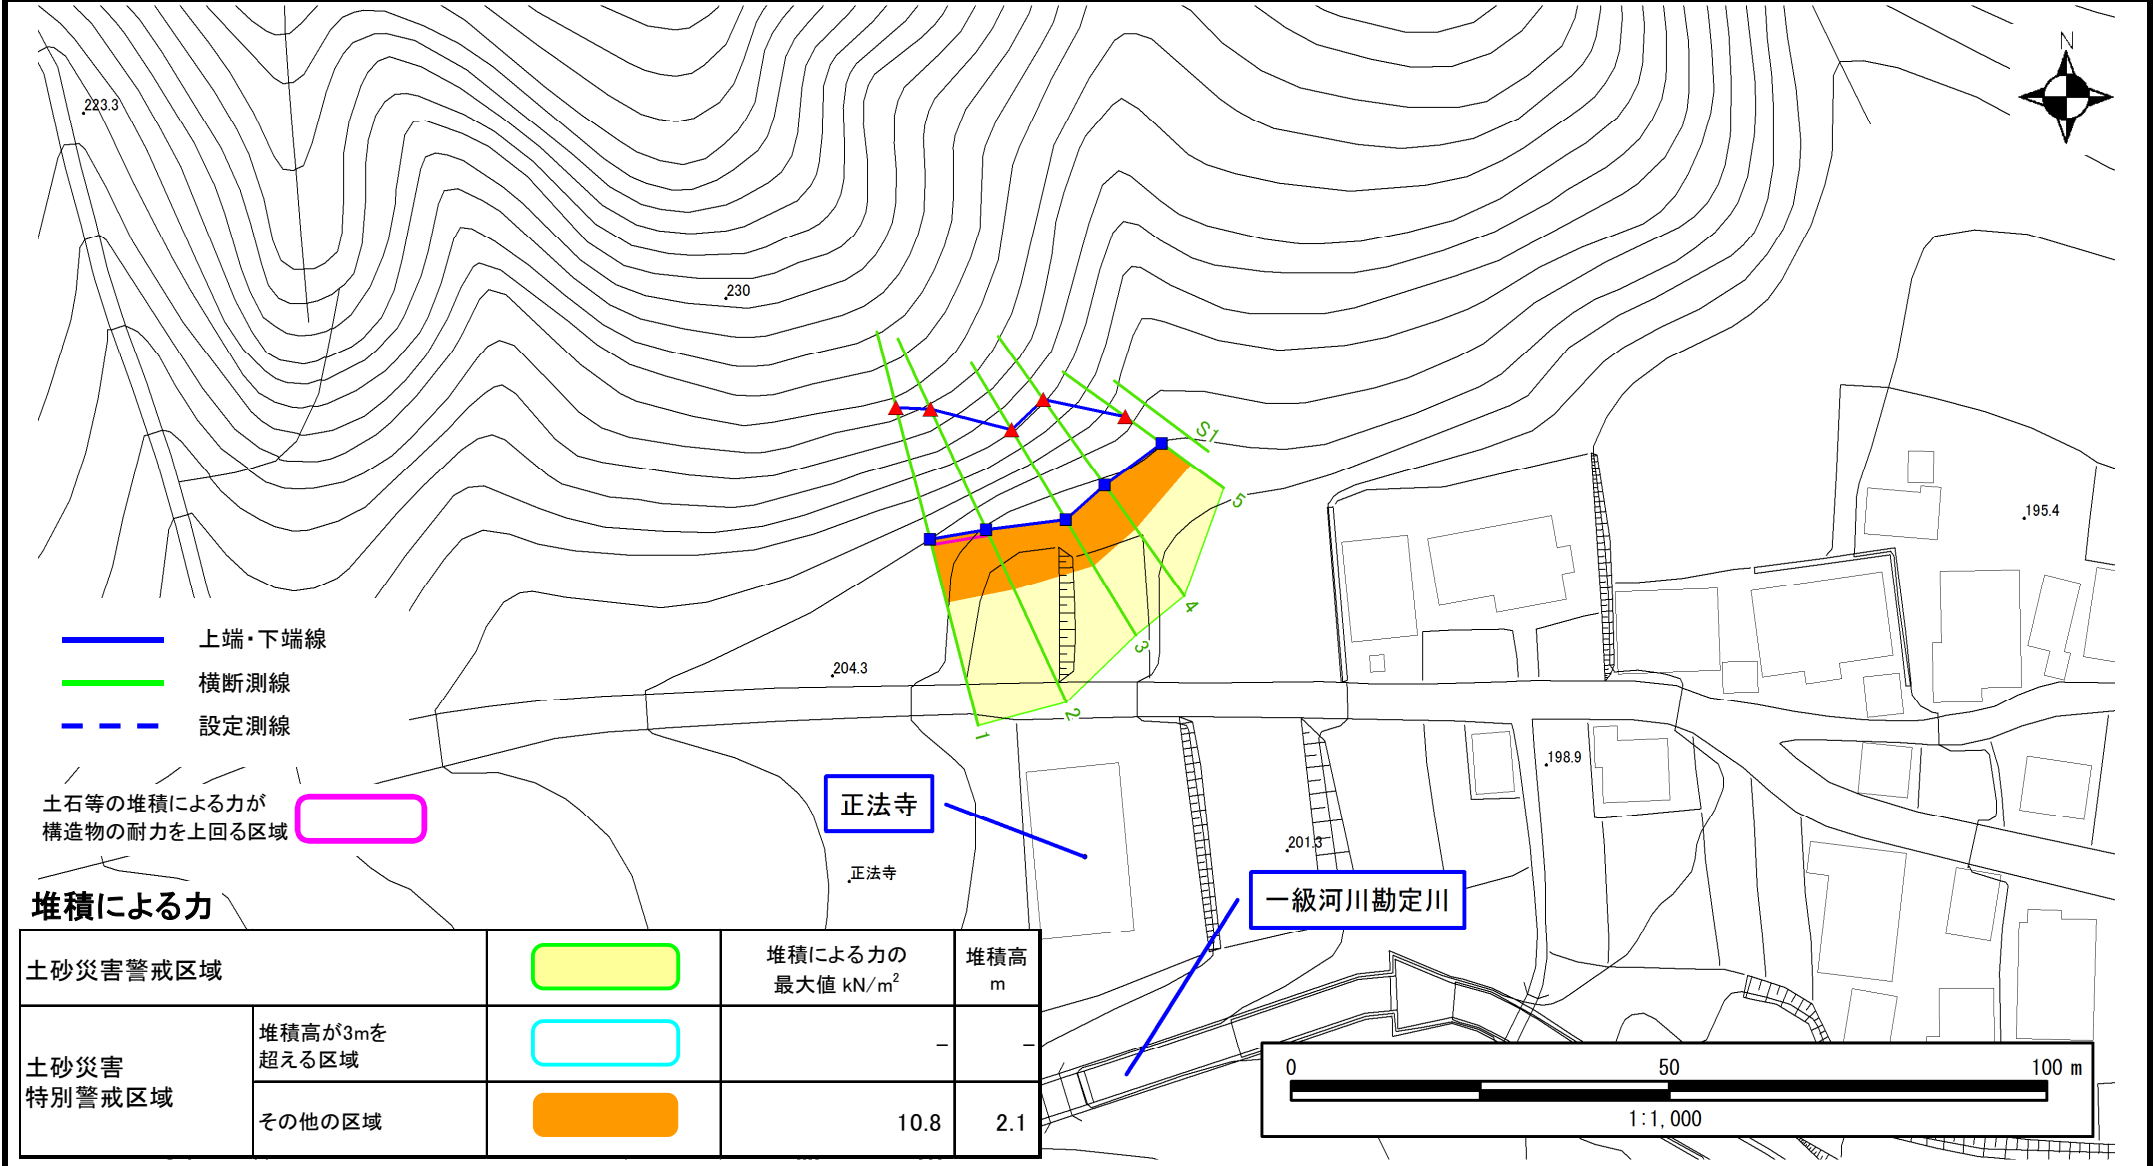 N
223.3
230
S1
5
4
3
2
1
195.4
204.3
198.9
201.3
上端・下端線
横断測線
設定測線
土石等の堆積による力が
構造物の耐力を上回る区域
正法寺
正法寺
一級河川勘定川
堆積による力
土砂災害警戒区域
堆積による力の
最大値 kN/m²
堆積高
m
土砂災害
特別警戒区域
堆積高が3mを
超える区域
－
－
その他の区域
10.8
2.1
0 50 100 m
1:1,000